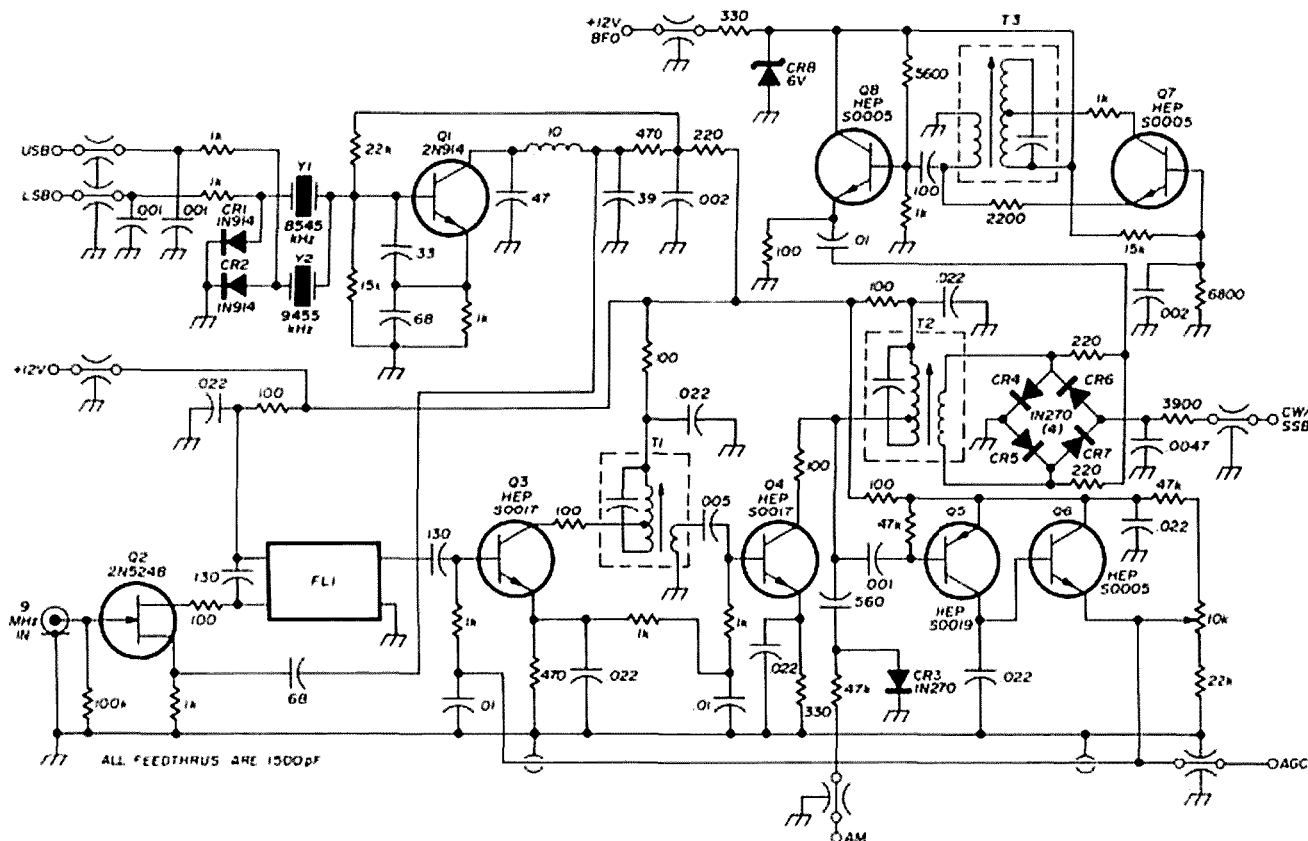 +12V
BFO
330
T3
CR8
6V
5600
Q8
HEP
S0005
Q7
HEP
S0005
1k
100
1k
2200
100
.01
15k
.002
6800
USB
LSB
1k
1k
.001
.001
CR1
1N914
CR2
1N914
Y1
8545
kHz
Y2
9455
kHz
22k
15k
Q1
2N914
33
68
1k
47
10
39
470
220
.002
+12V
.022
100
100
.022
T1
100
.022
T2
220
CR4
CR6
1N270
(4)
CR5
CR7
220
3900
CW/
SSB
.0047
Q2
2N5248
9
MHz
IN
130
100
FL1
100k
1k
68
130
Q3
HEP
S0017
100
1k
.01
470
.022
1k
.005
1k
.01
Q4
HEP
S0017
100
.022
330
560
47k
.001
CR3
1N270
100
47k
Q5
HEP
S0019
.022
Q6
HEP
S0005
47k
.022
10k
22k
ALL FEEDTHRUS ARE 1500pF
AGC
AM